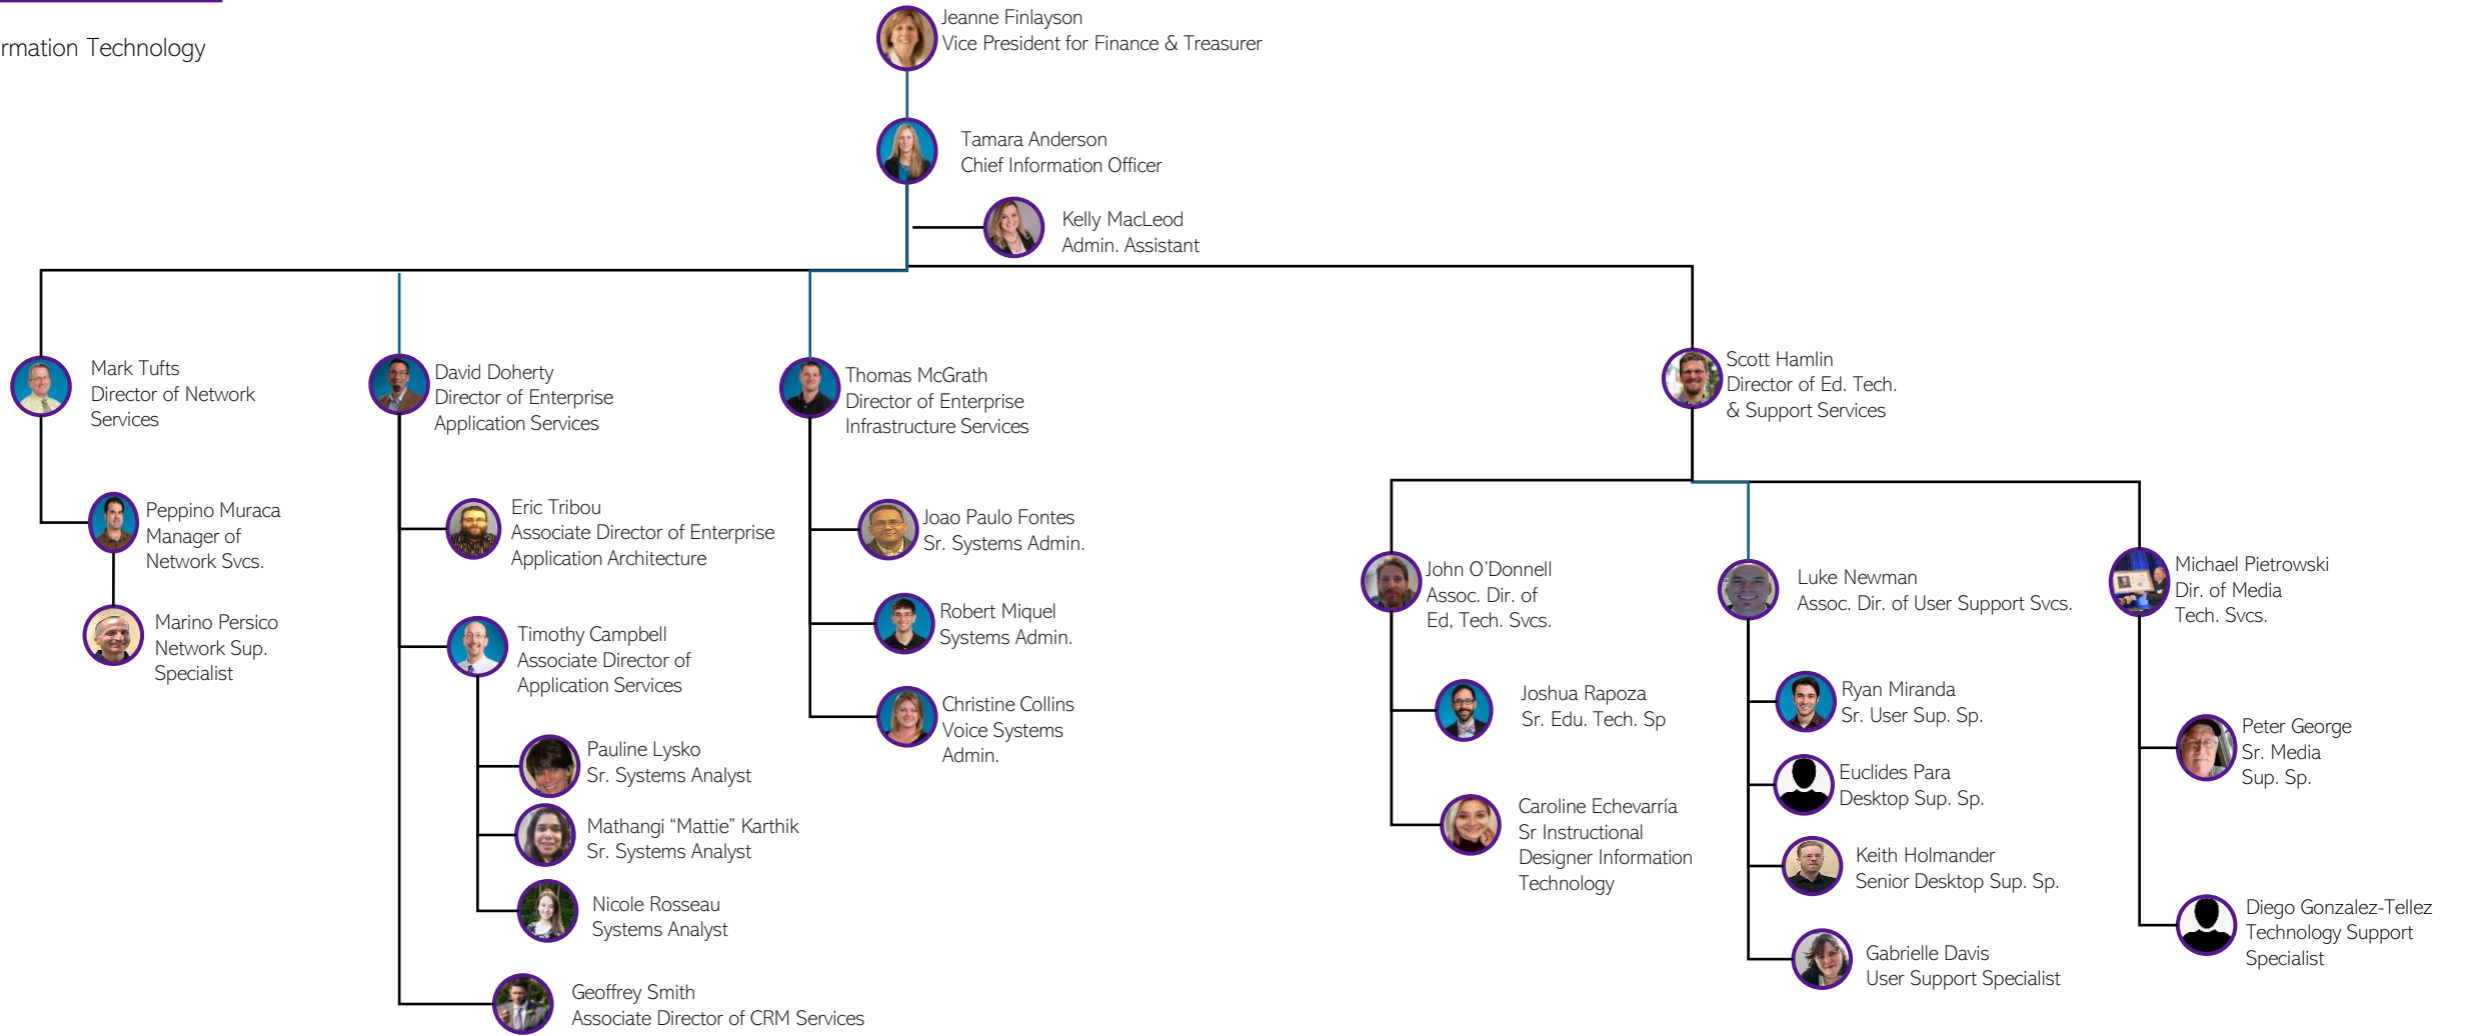 rmation Technology
Jeanne Finlayson
Vice President for Finance & Treasurer
Tamara Anderson
Chief Information Officer
Kelly MacLeod
Admin. Assistant
Mark Tufts
Director of Network
Services
Peppino Muraca
Manager of
Network Svcs.
Marino Persico
Network Sup.
Specialist
David Doherty
Director of Enterprise
Application Services
Eric Tribou
Associate Director of Enterprise
Application Architecture
Timothy Campbell
Associate Director of
Application Services
Pauline Lysko
Sr. Systems Analyst
Mathangi “Mattie” Karthik
Sr. Systems Analyst
Nicole Rosseau
Systems Analyst
Geoffrey Smith
Associate Director of CRM Services
Thomas McGrath
Director of Enterprise
Infrastructure Services
Joao Paulo Fontes
Sr. Systems Admin.
Robert Miquel
Systems Admin.
Christine Collins
Voice Systems
Admin.
Scott Hamlin
Director of Ed. Tech.
& Support Services
John O’Donnell
Assoc. Dir. of
Ed, Tech. Svcs.
Joshua Rapoza
Sr. Edu. Tech. Sp
Caroline Echevarría
Sr Instructional
Designer Information
Technology
Luke Newman
Assoc. Dir. of User Support Svcs.
Ryan Miranda
Sr. User Sup. Sp.
Euclides Para
Desktop Sup. Sp.
Keith Holmander
Senior Desktop Sup. Sp.
Gabrielle Davis
User Support Specialist
Michael Pietrowski
Dir. of Media
Tech. Svcs.
Peter George
Sr. Media
Sup. Sp.
Diego Gonzalez-Tellez
Technology Support
Specialist